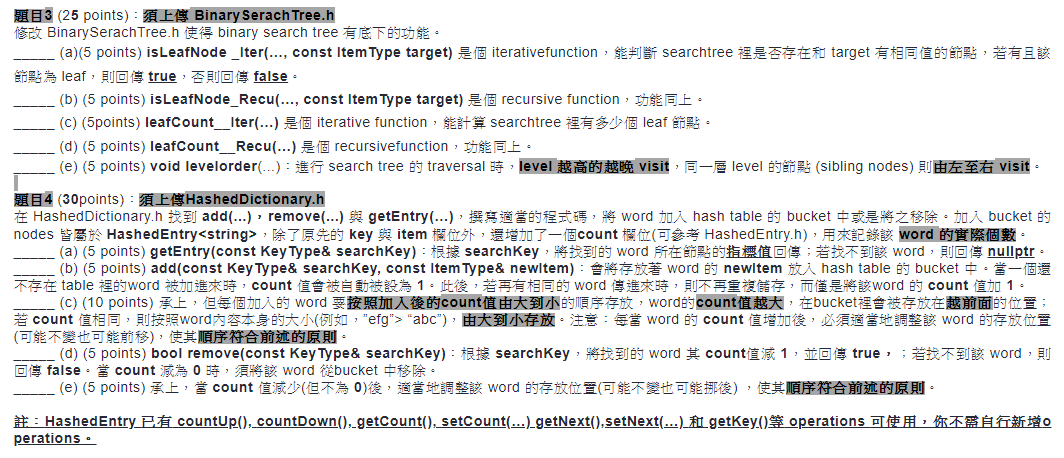 題目3 (25 points)：須上傳 BinarySerachTree.h
修改 BinarySerachTree.h 使得 binary search tree 有底下的功能。
_____ (a)(5 points) isLeafNode _Iter(…, const ItemType target) 是個 iterativefunction，能判斷 searchtree 裡是否存在和 target 有相同值的節點，若有且該
節點為 leaf，則回傳 true，否則回傳 false。
_____ (b) (5 points) isLeafNode_Recu(…, const ItemType target) 是個 recursive function，功能同上。
_____ (c) (5points) leafCount__Iter(…) 是個 iterative function，能計算 searchtree 裡有多少個 leaf 節點。
_____ (d) (5 points) leafCount__Recu(…) 是個 recursivefunction，功能同上。
_____ (e) (5 points) void levelorder(…)：進行 search tree 的 traversal 時，level 越高的越晚 visit，同一層 level 的節點 (sibling nodes) 則由左至右 visit。
題目4 (30points)：須上傳HashedDictionary.h
在 HashedDictionary.h 找到 add(…)，remove(…) 與 getEntry(…)，撰寫適當的程式碼，將 word 加入 hash table 的 bucket 中或是將之移除。加入 bucket 的
nodes 皆屬於 HashedEntry<string>，除了原先的 key 與 item 欄位外，還增加了一個count 欄位(可參考 HashedEntry.h)，用來記錄該 word 的實際個數。
_____ (a) (5 points) getEntry(const KeyType& searchKey)：根據 searchKey，將找到的 word 所在節點的指標值回傳；若找不到該 word，則回傳 nullptr。
_____ (b) (5 points) add(const KeyType& searchKey, const ItemType& newItem)：會將存放著 word 的 newItem 放入 hash table 的 bucket 中。當一個還
不存在 table 裡的word 被加進來時，count 值會被自動被設為 1。此後，若再有相同的 word 傳進來時，則不再重複儲存，而僅是將該word 的 count 值加 1。
_____ (c) (10 points) 承上，但每個加入的 word 要按照加入後的count值由大到小的順序存放，word的count值越大，在bucket裡會被存放在越前面的位置；
若 count 值相同，則按照word內容本身的大小(例如，”efg”> “abc”)，由大到小存放。注意：每當 word 的 count 值增加後，必須適當地調整該 word 的存放位置
(可能不變也可能前移)，使其順序符合前述的原則。
_____ (d) (5 points) bool remove(const KeyType& searchKey)：根據 searchKey，將找到的 word 其 count值減 1，並回傳 true，；若找不到該 word，則
回傳 false。當 count 減為 0 時，須將該 word 從bucket 中移除。
_____ (e) (5 points) 承上，當 count 值減少(但不為 0)後，適當地調整該 word 的存放位置(可能不變也可能挪後) ，使其順序符合前述的原則。
註：HashedEntry 已有 countUp(), countDown(), getCount(), setCount(…) getNext(),setNext(…) 和 getKey()等 operations 可使用，你不需自行新增o
perations。